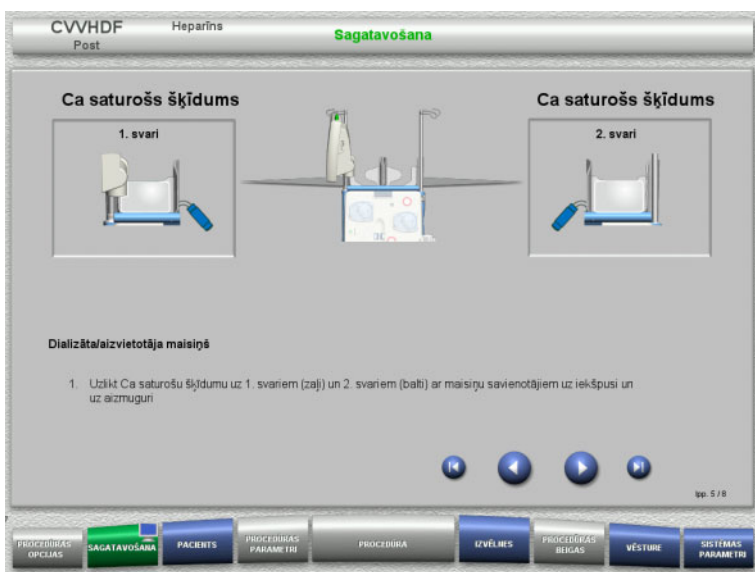 CVVHDF
Heparīns
Post
Sagatavošana
Ca saturošs šķīdums
Ca saturošs šķīdums
1. svari
2. svari
Dializāta/aizvietotāja maisiņš
1. Uzlikt Ca saturošu šķīdumu uz 1. svariem (zaļi) un 2. svariem (balti) ar maisiņu savienotājiem uz iekšpusi un
uz aizmuguri
lpp. 5 / 8
PROCEDŪRAS
OPCIJAS
SAGATAVOŠANA
PACIENTS
PROCEDŪRAS
PARAMETRI
PROCEDŪRA
IZVĒLNES
PROCEDŪRAS
BEIGAS
VĒSTURE
SISTĒMAS
PARAMETRI